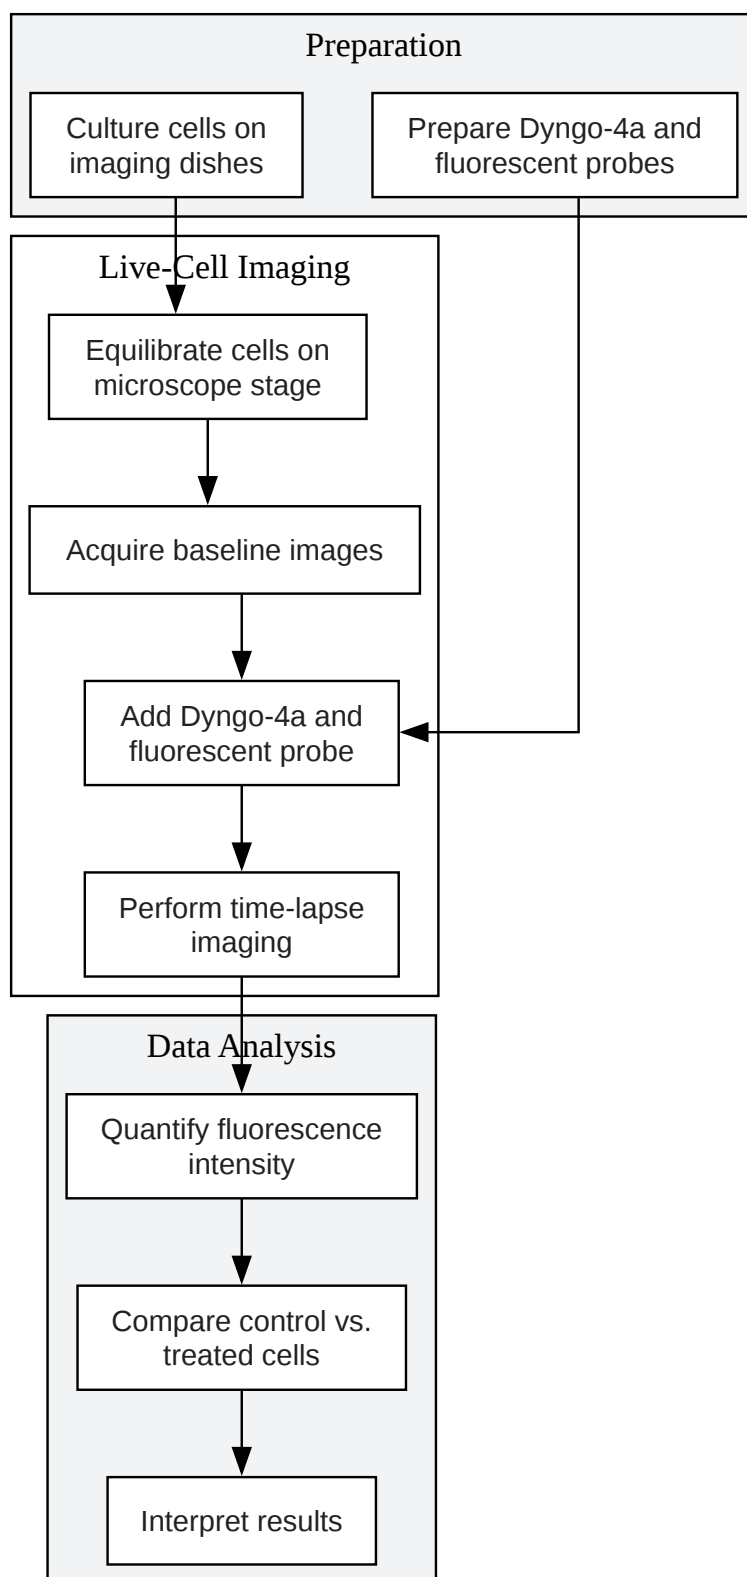 Preparation
Culture cells on
imaging dishes
Prepare Dyngo-4a and
fluorescent probes
Live-Cell Imaging
Equilibrate cells on
microscope stage
Acquire baseline images
Add Dyngo-4a and
fluorescent probe
Perform time-lapse
imaging
Data Analysis
Quantify fluorescence
intensity
Compare control vs.
treated cells
Interpret results